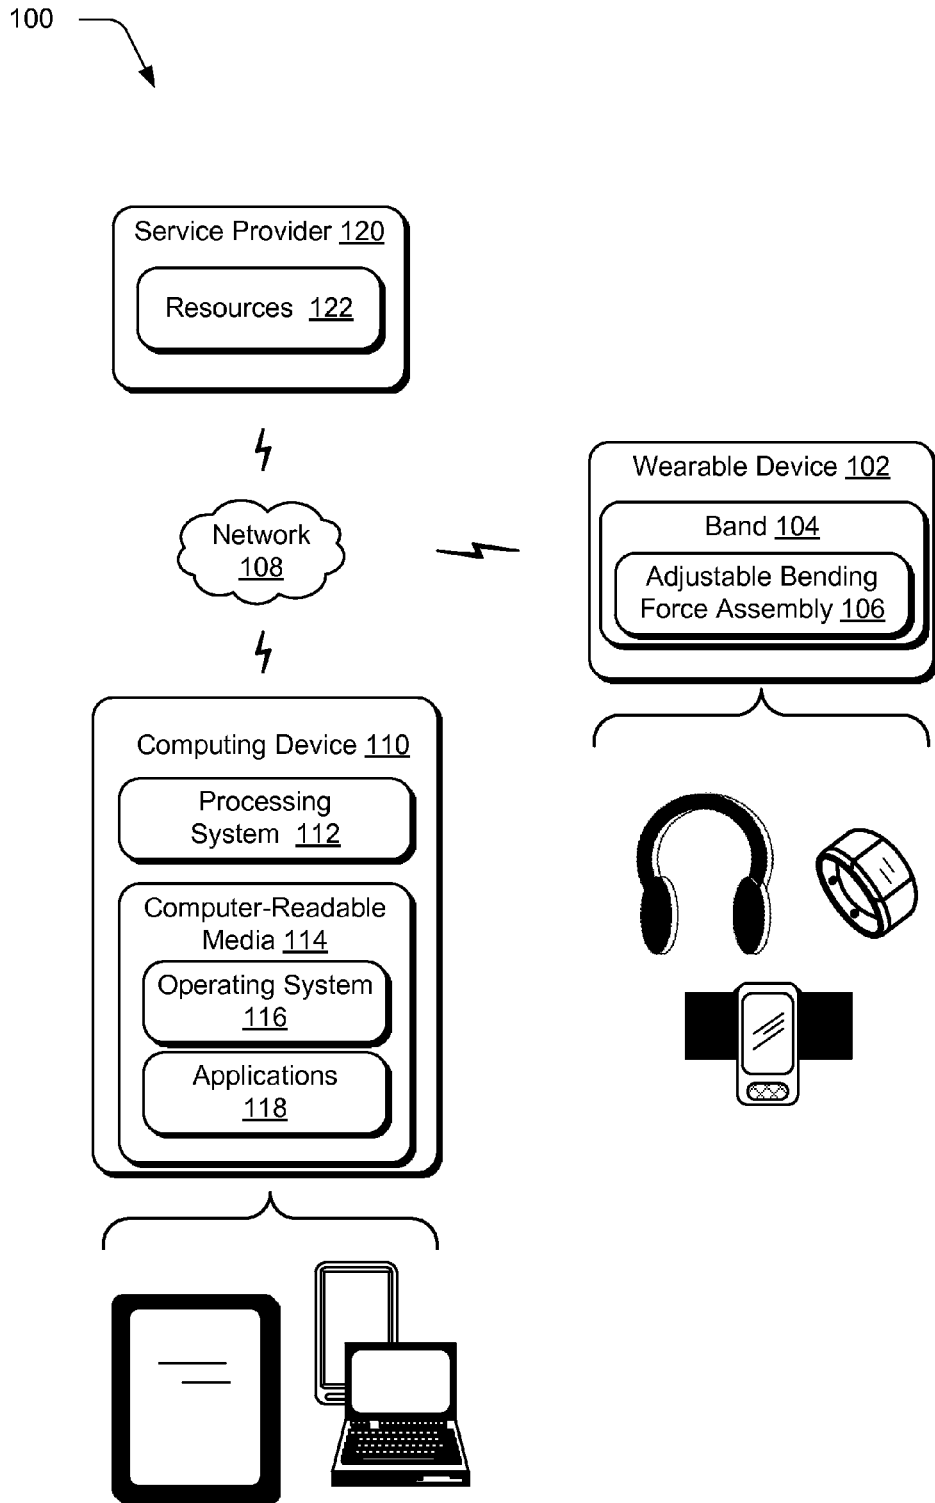 100
Service Provider 120
Resources 122
Network
108
Wearable Device 102
Band 104
Adjustable Bending
Force Assembly 106
Computing Device 110
Processing
System 112
Computer-Readable
Media 114
Operating System
116
Applications
118